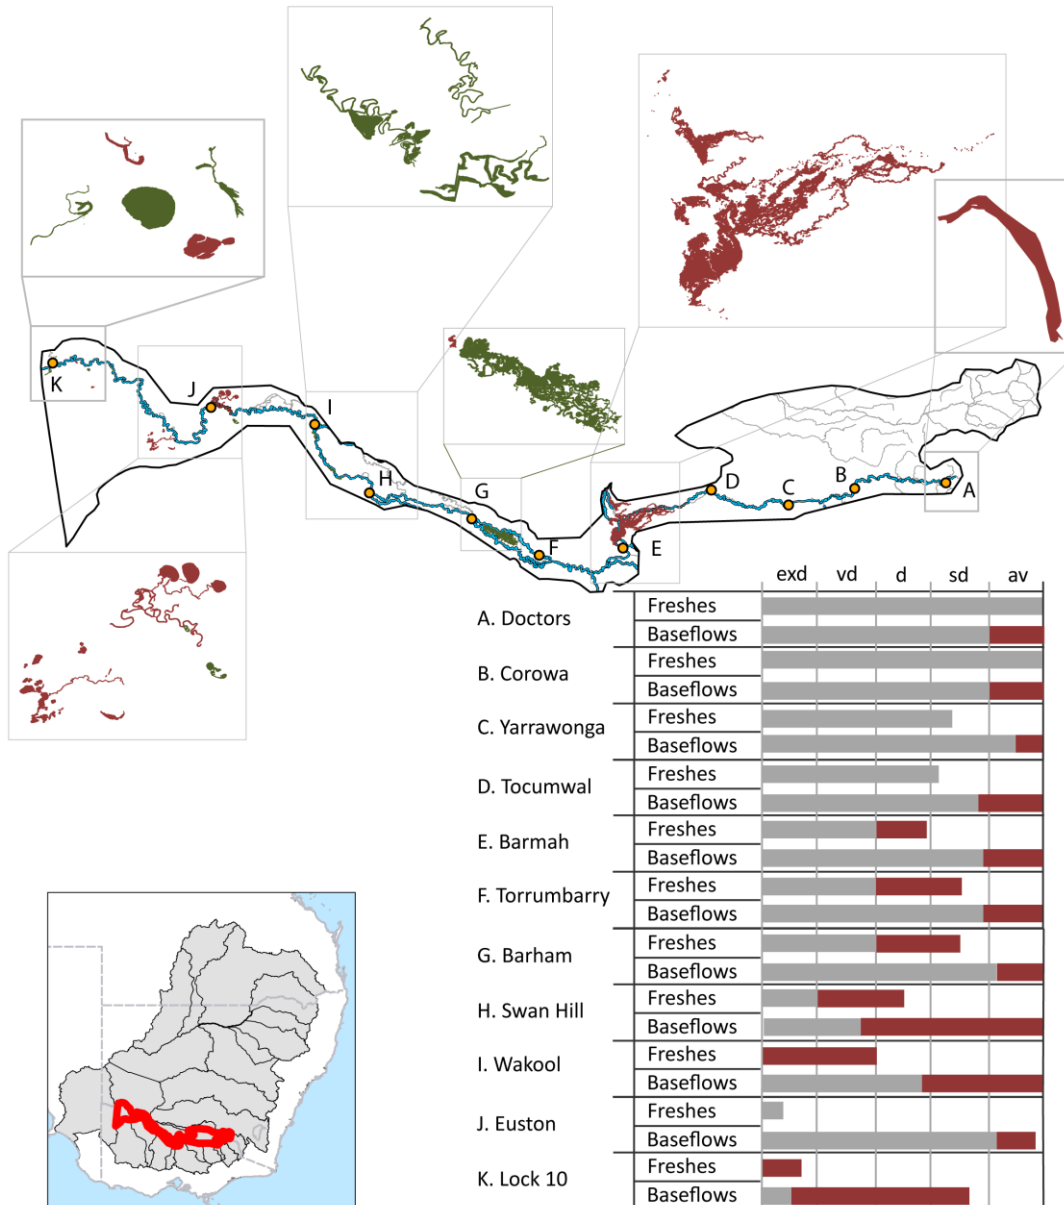 K
J
I
H
G
F
E
D
C
B
A
exd vd d sd av
A. Doctors
Freshes
Baseflows
B. Corowa
Freshes
Baseflows
C. Yarrawonga
Freshes
Baseflows
D. Tocumwal
Freshes
Baseflows
E. Barmah
Freshes
Baseflows
F. Torrumbarry
Freshes
Baseflows
G. Barham
Freshes
Baseflows
H. Swan Hill
Freshes
Baseflows
I. Wakool
Freshes
Baseflows
J. Euston
Freshes
Baseflows
K. Lock 10
Freshes
Baseflows